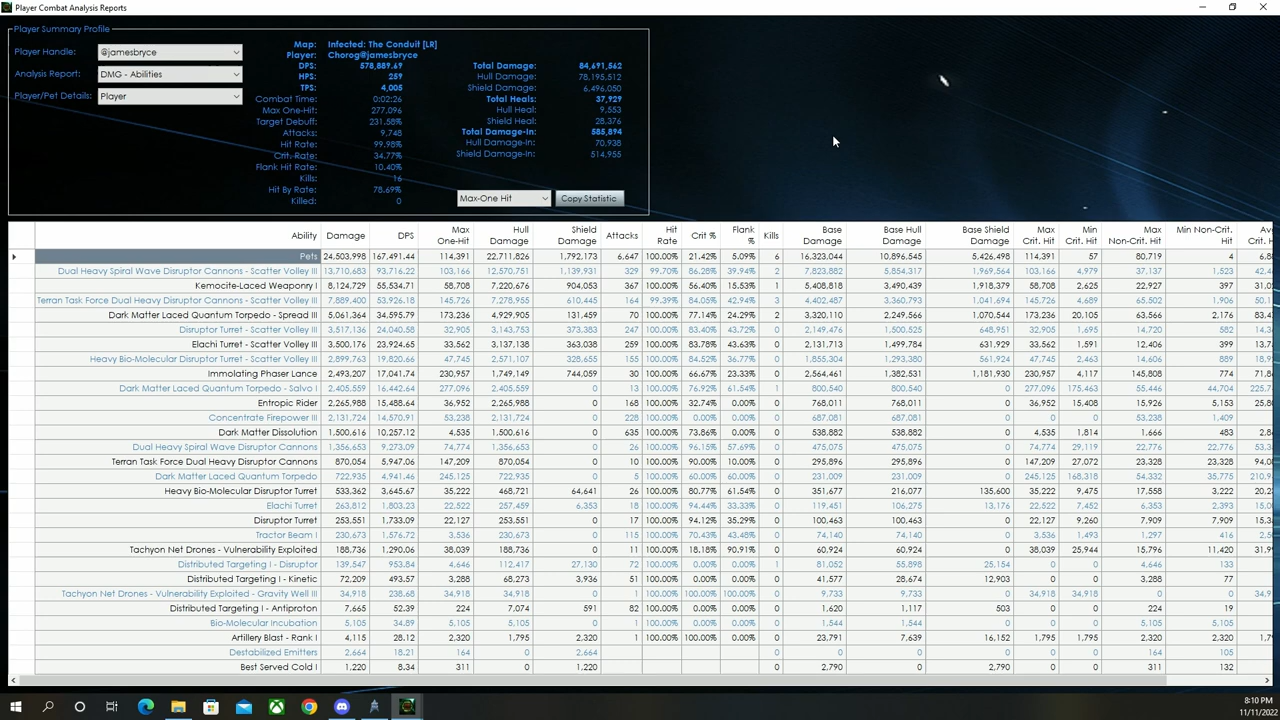 Player Combat Analysis Reports
Player Summary Profile
Player Handle: @jamesbryce
Analysis Report: DMG - Abilities
Player/Pet Details: Player
Map: Infected: The Conduit [LR]
Player: Chorog@jamesbryce
DPS: 578,889.69
HPS: 259
TPS: 4,005
Combat Time: 0:02:26
Max One-Hit: 277,096
Target Debuff: 231.58%
Attacks: 9,748
Hit Rate: 99.98%
Crit. Rate: 34.77%
Flank Hit Rate: 10.40%
Kills: 16
Hit By Rate: 78.69%
Killed: 0
Total Damage: 84,691,562
Hull Damage: 78,195,512
Shield Damage: 6,496,050
Total Heals: 37,929
Hull Heal: 9,553
Shield Heal: 28,376
Total Damage-In: 585,894
Hull Damage-In: 70,938
Shield Damage-In: 514,955
Max-One Hit Copy Statistic
Ability Damage DPS Max One-Hit Hull Damage Shield Damage Attacks Hit Rate Crit % Flank % Kills Base Damage Base Hull Damage Base Shield Damage Max Crit. Hit Min Crit. Hit Max Non-Crit. Hit Min Non-Crit. Hit
Pets 24,503,998 167,491.44 114,391 22,711,826 1,792,173 6,647 100.00% 21.42% 5.09% 6 16,323,044 10,896,545 5,426,498 114,391 57 80,719 4 6,8
Dual Heavy Spiral Wave Disruptor Cannons - Scatter Volley III 13,710,683 93,716.22 103,166 12,570,751 1,139,931 329 99.70% 86.28% 39.94% 2 7,823,882 5,854,317 1,969,564 103,166 4,979 37,137 1,523 42,4
Kemocite-Laced Weaponry I 8,124,729 55,534.71 58,708 7,220,676 904,053 367 100.00% 56.40% 15.53% 1 5,408,818 3,490,439 1,918,379 58,708 2,625 22,927 397 31,0
Terran Task Force Dual Heavy Disruptor Cannons - Scatter Volley III 7,889,400 53,926.18 145,726 7,278,955 610,445 164 99.39% 84.05% 42.94% 3 4,402,487 3,360,793 1,041,694 145,726 4,689 65,502 1,906 52,1
Dark Matter Laced Quantum Torpedo - Spread III 5,061,364 34,595.79 173,236 4,929,905 131,459 70 100.00% 77.14% 24.29% 2 3,320,110 2,249,566 1,070,544 173,236 20,105 63,566 2,176 83,4
Disruptor Turret - Scatter Volley III 3,517,136 24,040.58 32,905 3,143,753 373,383 247 100.00% 83.40% 43.72% 0 2,149,476 1,500,525 648,951 32,905 1,695 14,720 582 14,6
Elachi Turret - Scatter Volley III 3,500,176 23,924.65 33,562 3,137,138 363,038 259 100.00% 83.78% 43.63% 0 2,131,713 1,499,784 631,929 33,562 1,591 12,406 399 13,7
Heavy Bio-Molecular Disruptor Turret - Scatter Volley III 2,899,763 19,820.66 47,745 2,571,107 328,655 155 100.00% 84.52% 36.77% 0 1,855,304 1,293,380 561,924 47,745 2,463 14,606 888 18,9
Immolating Phaser Lance 2,493,207 17,041.74 230,957 1,749,149 744,059 30 100.00% 66.67% 23.33% 0 2,564,461 1,382,531 1,181,930 230,957 4,117 145,808 774 71,8
Dark Matter Laced Quantum Torpedo - Salvo I 2,405,559 16,442.64 277,096 2,405,559 0 13 100.00% 76.92% 61.54% 1 800,540 800,540 0 277,096 175,463 55,446 44,704 225,7
Entropic Rider 2,265,988 15,488.64 36,952 2,265,988 0 168 100.00% 32.74% 0.00% 0 768,011 768,011 0 36,952 15,408 15,926 5,151 25,8
Concentrate Firepower III 2,131,724 14,570.91 53,238 2,131,724 0 228 100.00% 0.00% 0.00% 0 687,081 687,081 0 53,238 1,409
Dark Matter Dissolution 1,500,616 10,257.12 4,535 1,500,616 0 635 100.00% 73.86% 0.00% 0 538,882 538,882 0 4,535 1,814 1,666 483 2,8
Dual Heavy Spiral Wave Disruptor Cannons 1,356,653 9,273.09 74,774 1,356,653 0 26 100.00% 96.15% 57.69% 0 475,075 475,075 0 74,774 29,119 22,776 22,776 53,3
Terran Task Force Dual Heavy Disruptor Cannons 870,054 5,947.06 147,209 870,054 0 10 100.00% 90.00% 10.00% 0 295,896 295,896 0 147,209 27,072 23,328 23,328 94,0
Dark Matter Laced Quantum Torpedo 722,935 4,941.46 245,125 722,935 0 5 100.00% 60.00% 60.00% 0 231,009 231,009 0 245,125 168,318 54,332 35,775 210,9
Heavy Bio-Molecular Disruptor Turret 533,362 3,645.67 35,222 468,721 64,641 26 100.00% 80.77% 61.54% 0 351,677 216,077 135,600 35,222 9,475 17,558 3,222 20,2
Elachi Turret 263,812 1,803.23 22,522 257,459 6,353 18 100.00% 94.44% 33.33% 0 119,451 106,275 13,176 22,522 7,452 6,353 2,393 15,0
Disruptor Turret 253,551 1,733.09 22,127 253,551 0 17 100.00% 94.12% 35.29% 0 100,463 100,463 0 22,127 9,260 7,909 7,909 15,3
Tractor Beam I 230,673 1,576.72 3,536 230,673 0 115 100.00% 70.43% 43.48% 0 74,140 74,140 0 3,536 1,493 1,297 416 2,5
Tachyon Net Drones - Vulnerability Exploited 188,736 1,290.06 38,039 188,736 0 11 100.00% 18.18% 90.91% 0 60,924 60,924 0 38,039 25,944 15,796 11,420 31,9
Distributed Targeting I - Disruptor 139,547 953.84 4,646 112,417 27,130 72 100.00% 0.00% 0.00% 1 81,052 55,898 25,154 0 0 4,646 133
Distributed Targeting I - Kinetic 72,209 493.57 3,288 68,273 3,936 51 100.00% 0.00% 0.00% 0 41,577 28,674 12,903 0 0 3,288 77
Tachyon Net Drones - Vulnerability Exploited - Gravity Well III 34,918 238.68 34,918 34,918 0 1 100.00% 100.00% 100.00% 0 9,733 9,733 0 34,918 34,918 0 0 34,9
Distributed Targeting I - Antiproton 7,665 52.39 224 7,074 591 82 100.00% 0.00% 0.00% 0 1,620 1,117 503 0 0 224 19
Bio-Molecular Incubation 5,105 34.89 5,105 5,105 0 1 100.00% 0.00% 0.00% 0 1,544 1,544 0 0 0 5,105 5,105
Artillery Blast - Rank I 4,115 28.12 2,320 1,795 2,320 1 100.00% 100.00% 0.00% 0 23,791 7,639 16,152 1,795 1,795 2,320 2,320 1,7
Destabilized Emitters 2,664 18.21 164 0 2,664 0 0 0 0 0 0 164 105
Best Served Cold I 1,220 8.34 311 0 1,220 0 2,790 0 2,790 0 0 311 132
8:10 PM
11/11/2022